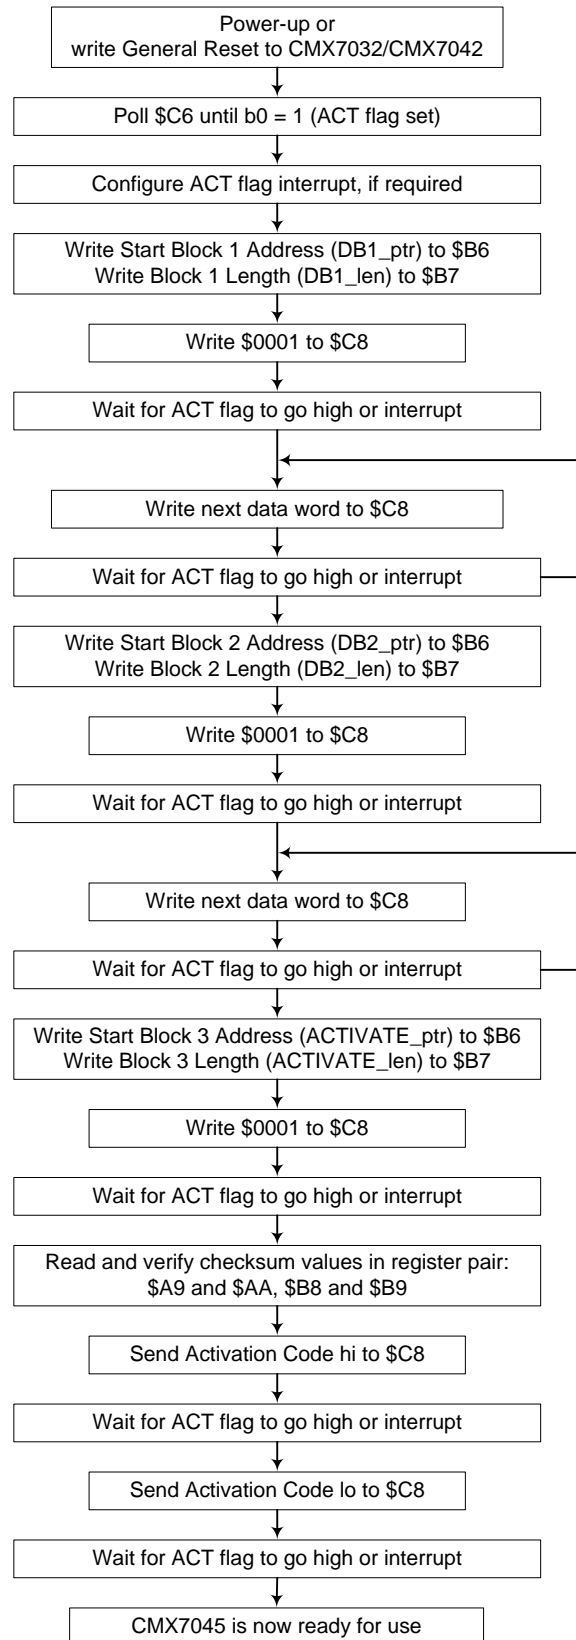 Power-up or
write General Reset to CMX7032/CMX7042
Poll $C6 until b0 = 1 (ACT flag set)
Configure ACT flag interrupt, if required
Write Start Block 1 Address (DB1_ptr) to $B6
Write Block 1 Length (DB1_len) to $B7
Write $0001 to $C8
Wait for ACT flag to go high or interrupt
Write next data word to $C8
Wait for ACT flag to go high or interrupt
Write Start Block 2 Address (DB2_ptr) to $B6
Write Block 2 Length (DB2_len) to $B7
Write $0001 to $C8
Wait for ACT flag to go high or interrupt
Write next data word to $C8
Wait for ACT flag to go high or interrupt
Write Start Block 3 Address (ACTIVATE_ptr) to $B6
Write Block 3 Length (ACTIVATE_len) to $B7
Write $0001 to $C8
Wait for ACT flag to go high or interrupt
Read and verify checksum values in register pair:
$A9 and $AA, $B8 and $B9
Send Activation Code hi to $C8
Wait for ACT flag to go high or interrupt
Send Activation Code lo to $C8
Wait for ACT flag to go high or interrupt
CMX7045 is now ready for use